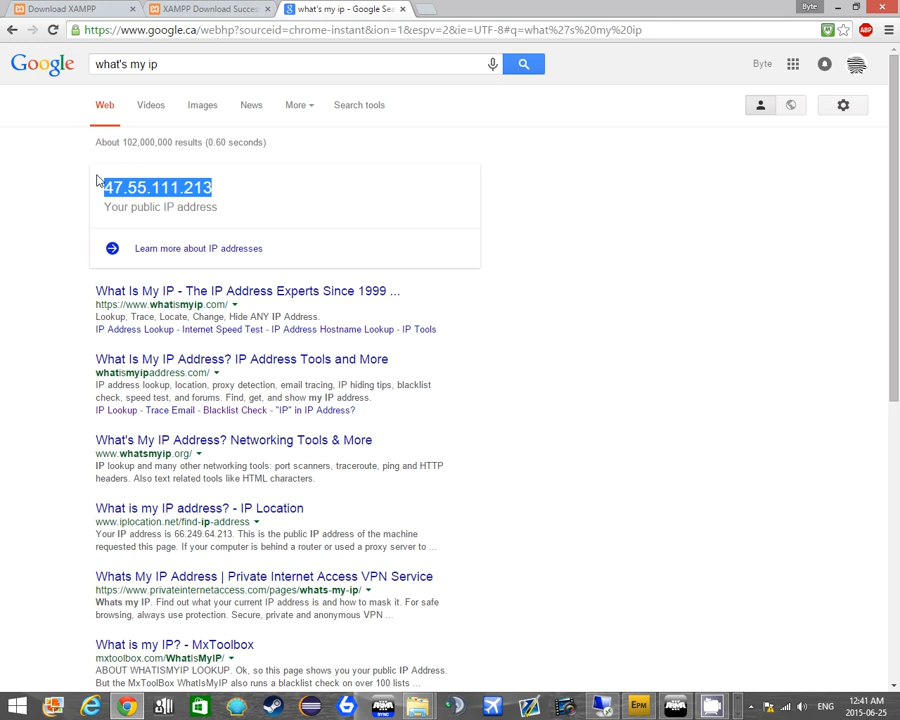 Download XAMPP
XAMPP Download Succes
what's my ip - Google Sea
Byte
https://www.google.ca/webhp?sourceid=chrome-instant&ion=1&espv=2&ie=UTF-8#q=what%27s%20my%20ip
ABP
Google
what's my ip
Byte
Web
Videos
Images
News
More
Search tools
About 102,000,000 results (0.60 seconds)
47.55.111.213
Your public IP address
Learn more about IP addresses
What Is My IP - The IP Address Experts Since 1999 ...
https://www.whatismyip.com/
Lookup, Trace, Locate, Change, Hide ANY IP Address.
IP Address Lookup - Internet Speed Test - IP Address Hostname Lookup - IP Tools
What Is My IP Address? IP Address Tools and More
whatismyipaddress.com/
IP address lookup, location, proxy detection, email tracing, IP hiding tips, blacklist
check, speed test, and forums. Find, get, and show my IP address.
IP Lookup - Trace Email - Blacklist Check - "IP" in IP Address?
What's My IP Address? Networking Tools & More
www.whatsmyip.org/
IP lookup and many other networking tools: port scanners, traceroute, ping and HTTP
headers. Also text related tools like HTML characters.
What is my IP address? - IP Location
www.iplocation.net/find-ip-address
Your IP address is 66.249.64.213. This is the public IP address of the machine
requested this page. If your computer is behind a router or used a proxy server to ...
Whats My IP Address | Private Internet Access VPN Service
https://www.privateinternetaccess.com/pages/whats-my-ip/
Whats my IP. Find out what your current IP address is and how to mask it. For safe
browsing, always use protection. Secure, private and anonymous VPN ...
What is my IP? - MxToolbox
mxtoolbox.com/WhatIsMyIP/
ABOUT WHATISMYIP LOOKUP. Ok, so this page shows you your public IP Address.
But the MxToolBox WhatIsMyIP also runs a blacklist check on over 100 lists ...
SYNC
EPM
12:41 AM
2015-06-25